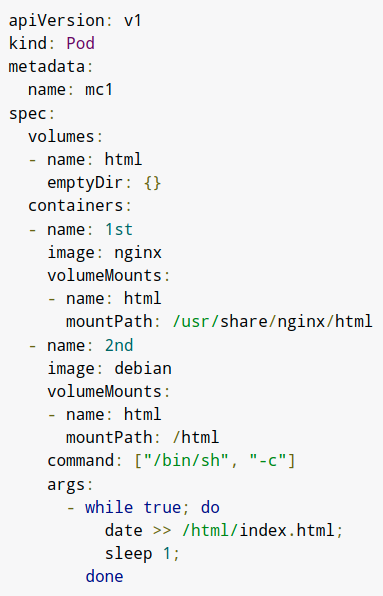 apiVersion: v1
kind: Pod
metadata:
  name: mc1
spec:
  volumes:
  - name: html
    emptyDir: {}
  containers:
  - name: 1st
    image: nginx
    volumeMounts:
    - name: html
      mountPath: /usr/share/nginx/html
  - name: 2nd
    image: debian
    volumeMounts:
    - name: html
      mountPath: /html
    command: ["/bin/sh", "-c"]
    args:
      - while true; do
          date >> /html/index.html;
          sleep 1;
        done